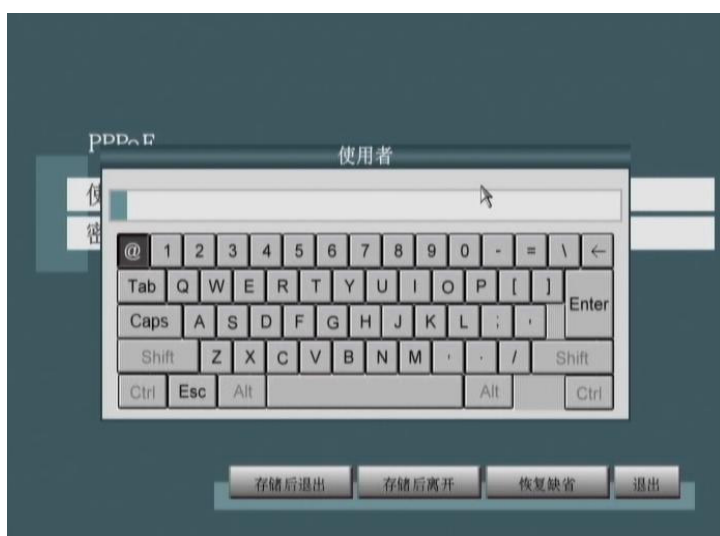 PPPoE
使用者
使
密
@ 1 2 3 4 5 6 7 8 9 0 - = \ ←
Tab Q W E R T Y U I O P [ ]
Enter
Caps A S D F G H J K L ; '
Shift Z X C V B N M , . / Shift
Ctrl Esc Alt Alt Ctrl
存储后退出 存储后离开 恢复缺省 退出